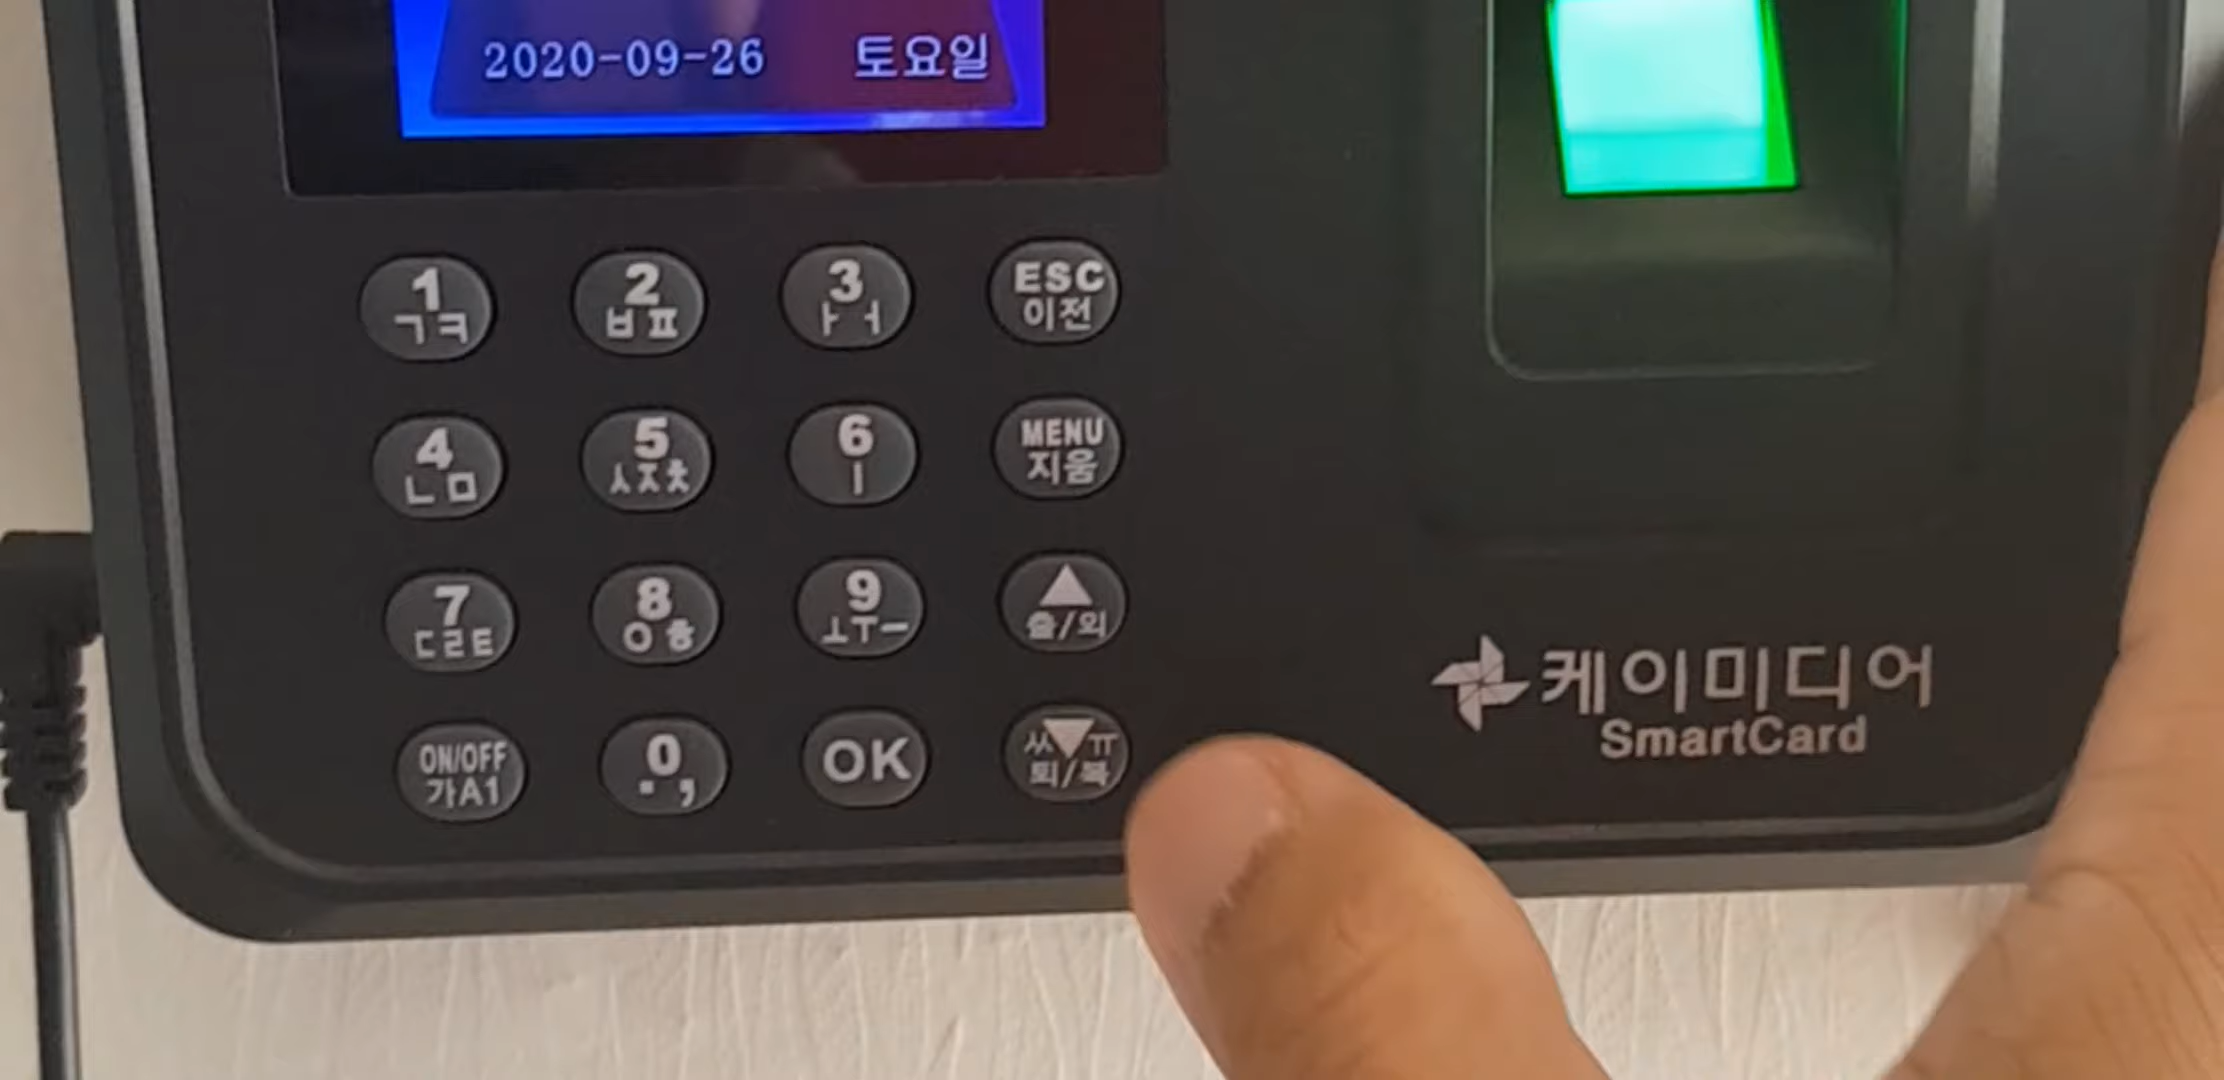 2020-09-26 토요일
1 2 3 ESC
ㄱㅋ ㅂㅍ ㅏㅓ 이전
4 5 6 MENU
ㄴㅁ ㅅㅈㅊ ㅣ 지움
7 8 9 ▲
ㄷㄹㅌ ㅇㅎ ㅗㅜㅡ 출/외
ON/OFF 0 OK ㅆ▼ㅠ
가A1 . , 퇴/복
케이미디어
SmartCard